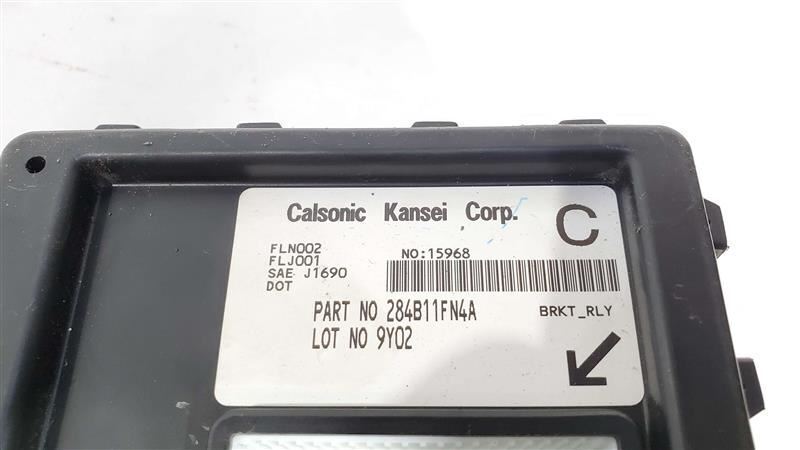 Calsonic Kansei Corp.
C
FLN002
FLJ001
SAE J1690
DOT
NO:15968
PART NO 284B11FN4A
BRKT_RLY
LOT NO 9Y02